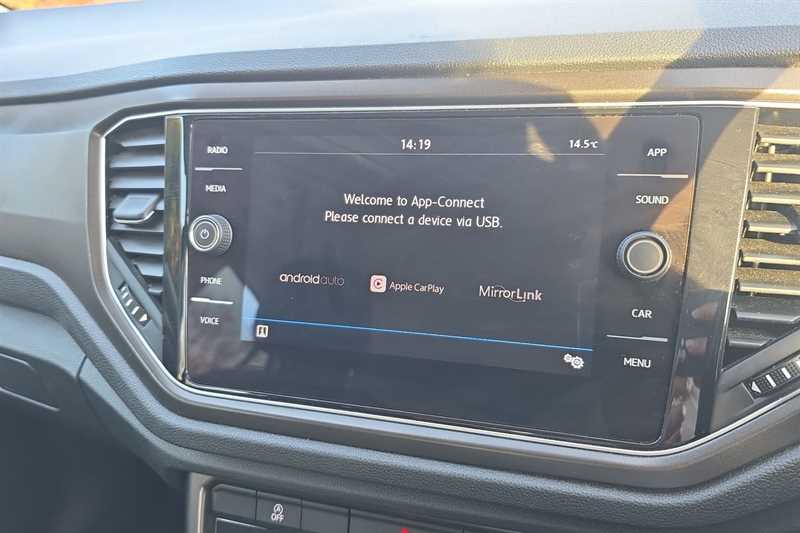 RADIO
MEDIA
PHONE
VOICE
14:19
14.5°C
Welcome to App-Connect
Please connect a device via USB.
androidauto
Apple CarPlay
MirrorLink
APP
SOUND
CAR
MENU
A
OFF